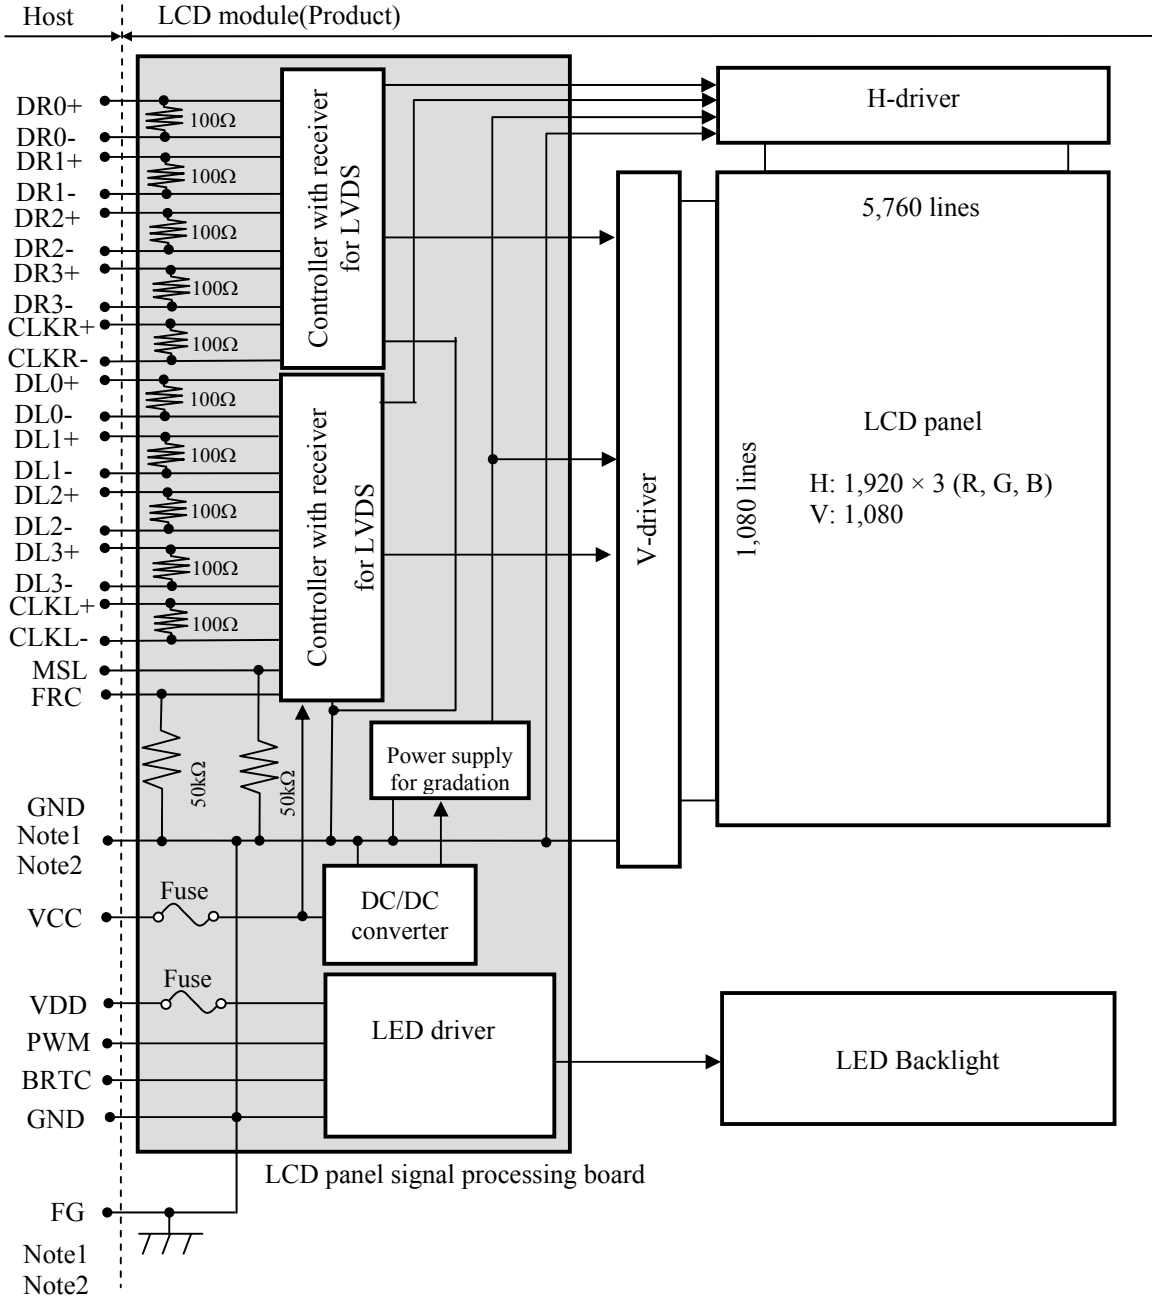 Host
LCD module(Product)
DR0+
DR0-
DR1+
DR1-
DR2+
DR2-
DR3+
DR3-
CLKR+
CLKR-
DL0+
DL0-
DL1+
DL1-
DL2+
DL2-
DL3+
DL3-
CLKL+
CLKL-
MSL
FRC
GND
Note1
Note2
VCC
VDD
PWM
BRTC
GND
FG
Note1
Note2
100Ω
100Ω
100Ω
100Ω
100Ω
100Ω
100Ω
100Ω
100Ω
100Ω
50kΩ
50kΩ
Fuse
Fuse
Controller with receiver
for LVDS
Controller with receiver
for LVDS
Power supply
for gradation
DC/DC
converter
LED driver
LCD panel signal processing board
H-driver
V-driver
5,760 lines
1,080 lines
LCD panel
H: 1,920 × 3 (R, G, B)
V: 1,080
LED Backlight